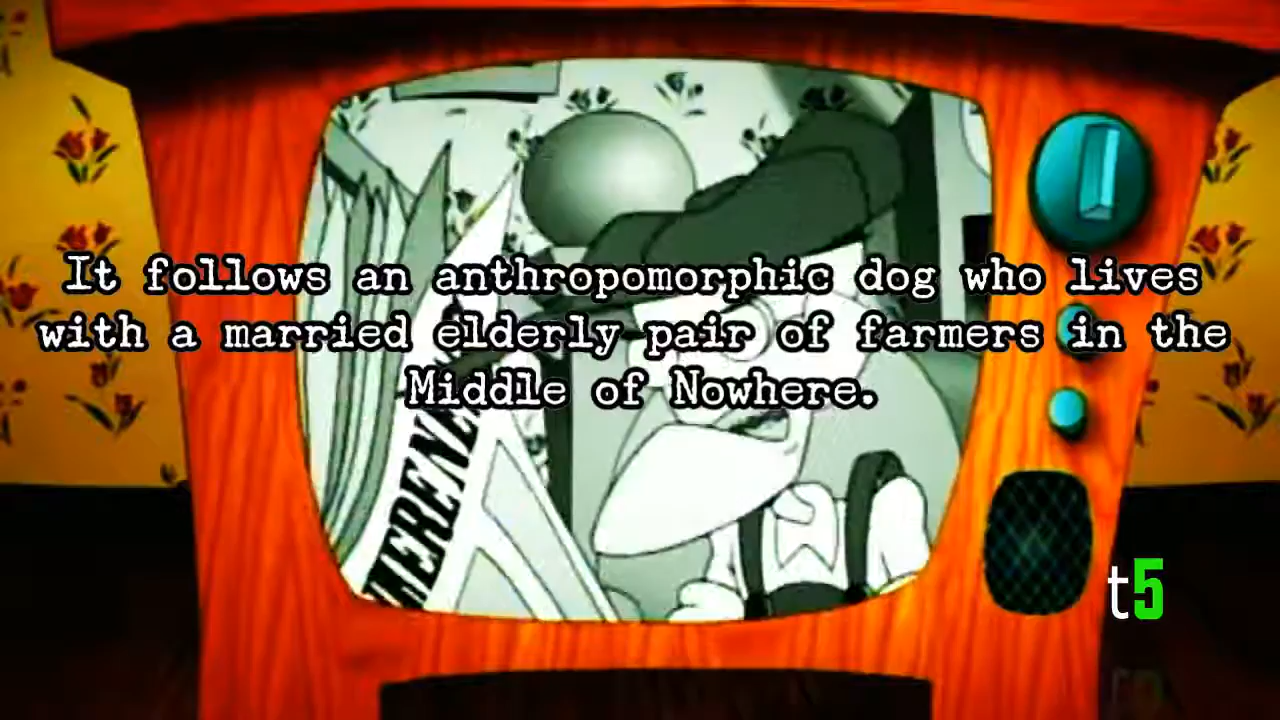 It follows an anthropomorphic dog who lives
with a married elderly pair of farmers in the
Middle of Nowhere.
t5